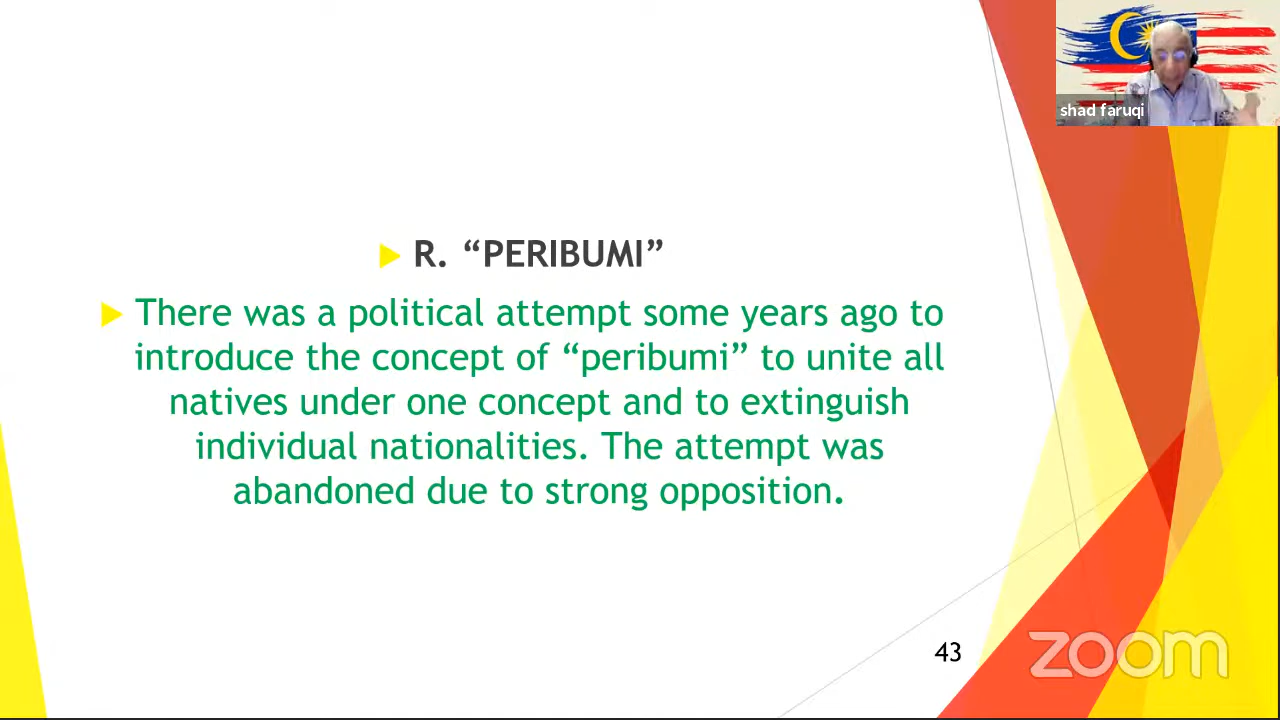 shad faruqi
R. “PERIBUMI”
There was a political attempt some years ago to
introduce the concept of “peribumi” to unite all
natives under one concept and to extinguish
individual nationalities. The attempt was
abandoned due to strong opposition.
43
zoom